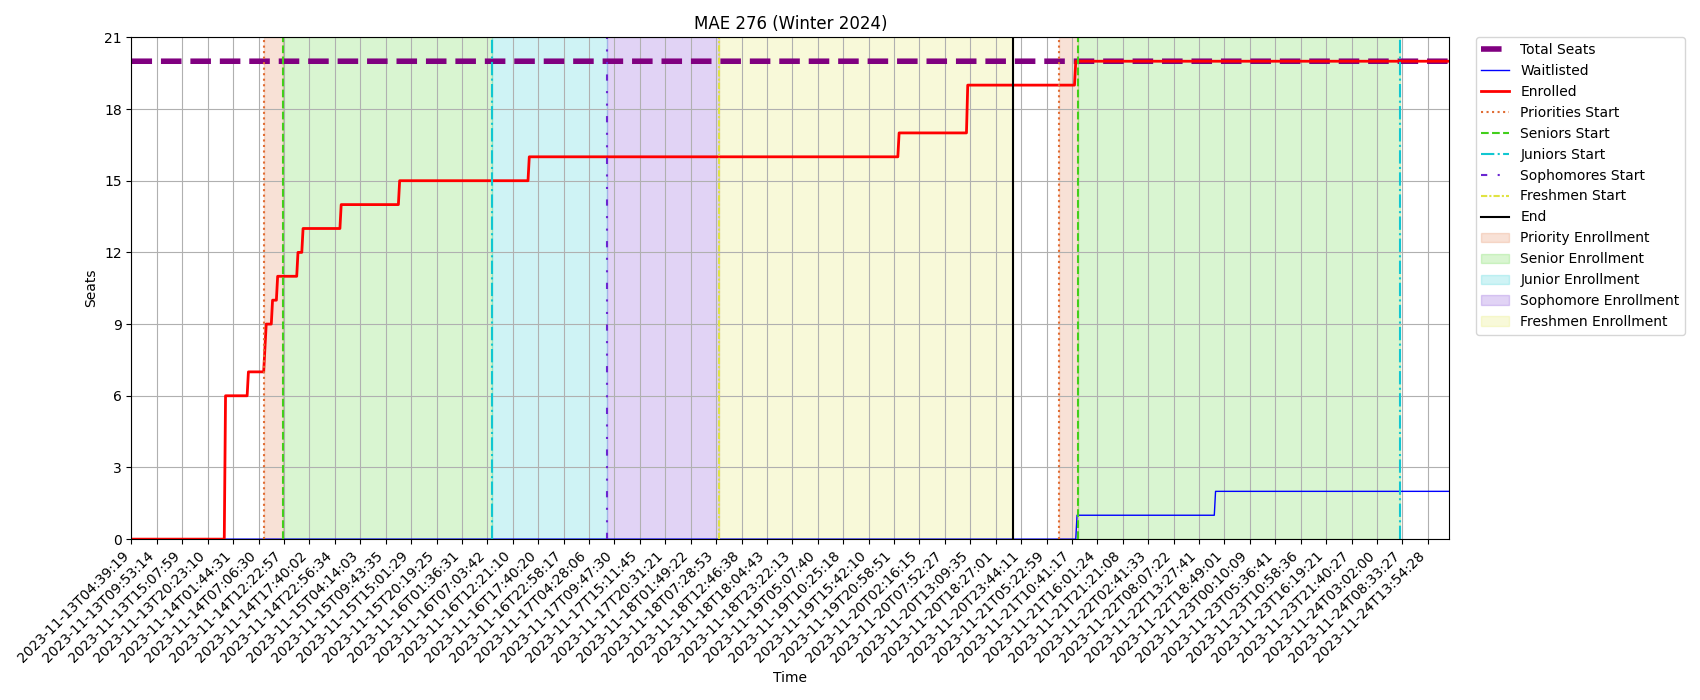 MAE 276 (Winter 2024)
21
18
15
12
9
6
3
0
Seats
2023-11-13T04:39:19
2023-11-13T09:53:14
2023-11-13T15:07:59
2023-11-13T20:23:10
2023-11-14T01:44:31
2023-11-14T07:06:30
2023-11-14T12:22:57
2023-11-14T17:40:02
2023-11-14T22:56:34
2023-11-15T04:14:03
2023-11-15T09:43:35
2023-11-15T15:01:29
2023-11-15T20:19:25
2023-11-16T01:36:31
2023-11-16T07:03:42
2023-11-16T12:21:10
2023-11-16T17:40:20
2023-11-16T22:58:17
2023-11-17T04:28:06
2023-11-17T09:47:30
2023-11-17T15:11:45
2023-11-17T20:31:21
2023-11-18T01:49:22
2023-11-18T07:28:53
2023-11-18T12:46:38
2023-11-18T18:04:43
2023-11-18T23:22:13
2023-11-19T05:07:40
2023-11-19T10:25:18
2023-11-19T15:42:10
2023-11-19T20:58:51
2023-11-20T02:16:15
2023-11-20T07:52:27
2023-11-20T13:09:35
2023-11-20T18:27:01
2023-11-20T23:44:11
2023-11-21T05:22:59
2023-11-21T10:41:17
2023-11-21T16:01:24
2023-11-21T21:21:08
2023-11-22T02:41:33
2023-11-22T08:07:22
2023-11-22T13:27:41
2023-11-22T18:49:01
2023-11-23T00:10:09
2023-11-23T05:36:41
2023-11-23T10:58:36
2023-11-23T16:19:21
2023-11-23T21:40:27
2023-11-24T03:02:00
2023-11-24T08:33:27
2023-11-24T13:54:28
Time
Total Seats
Waitlisted
Enrolled
Priorities Start
Seniors Start
Juniors Start
Sophomores Start
Freshmen Start
End
Priority Enrollment
Senior Enrollment
Junior Enrollment
Sophomore Enrollment
Freshmen Enrollment